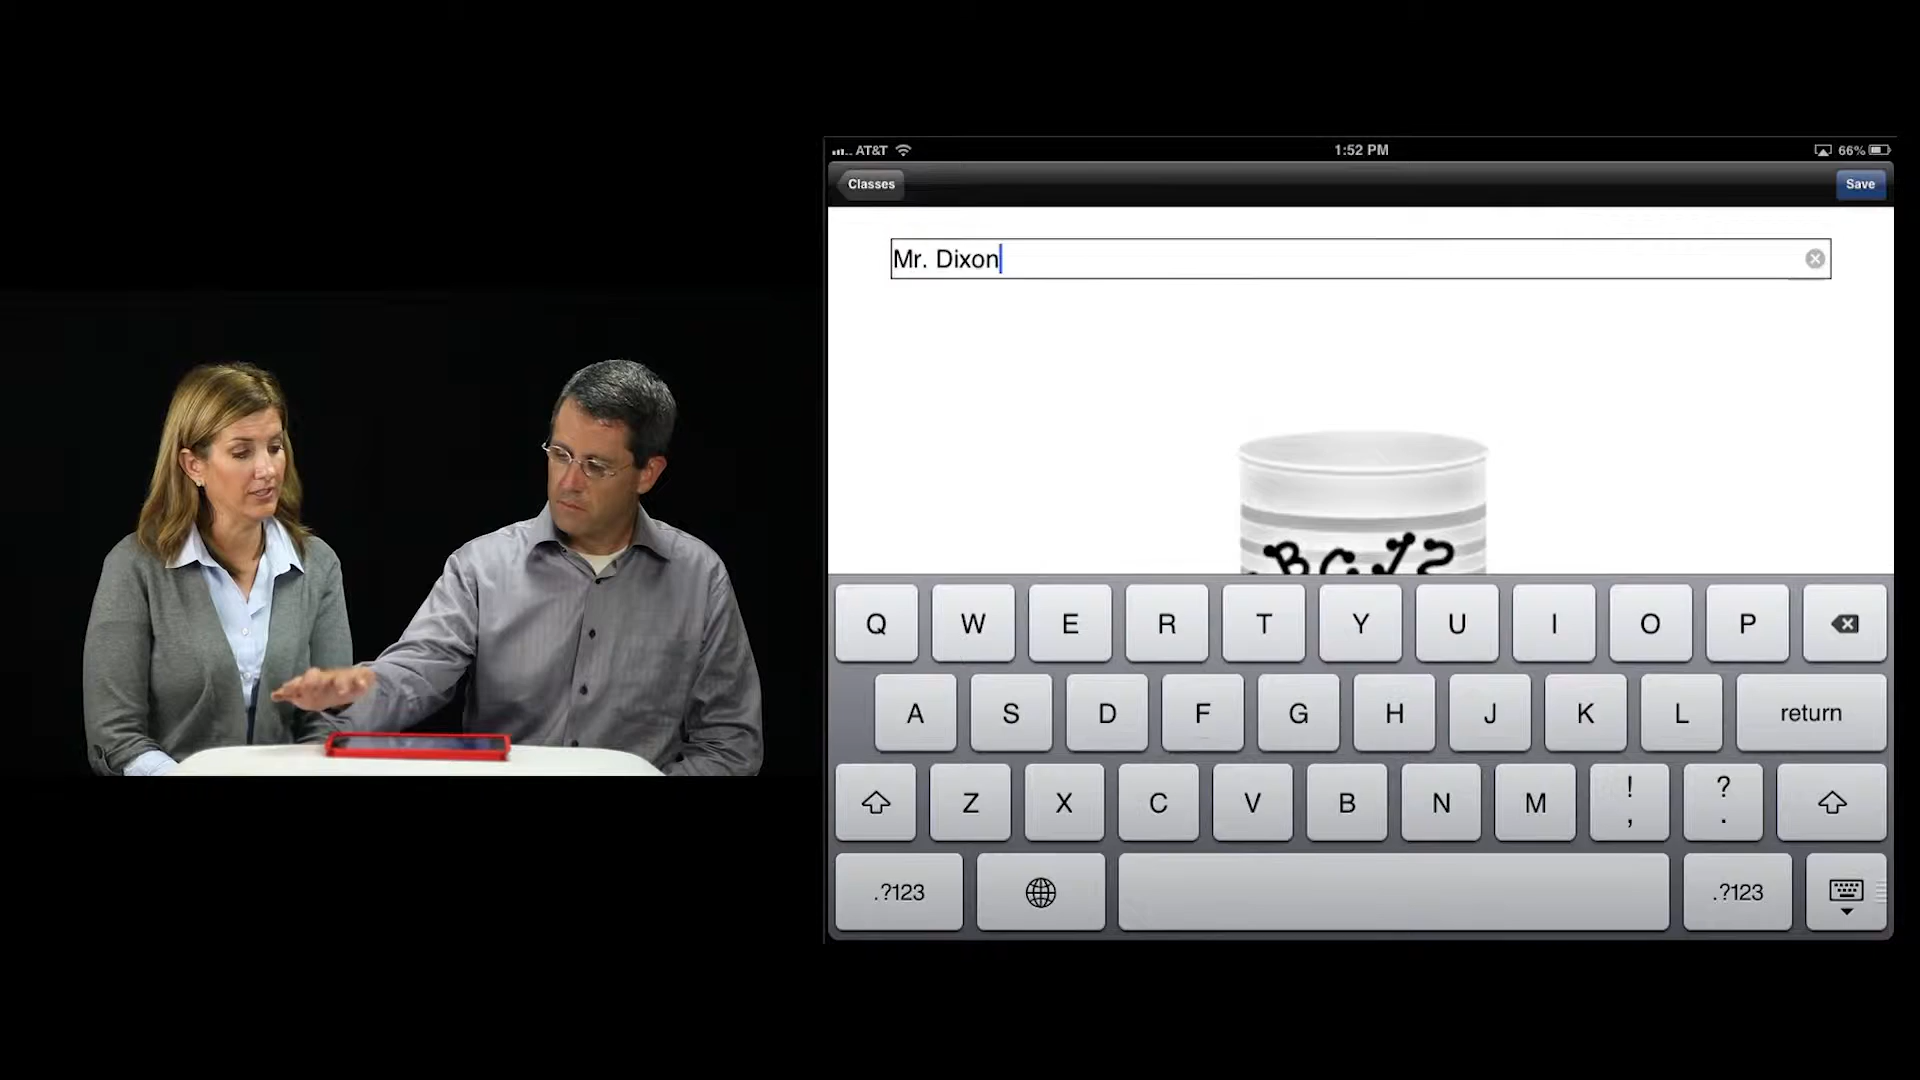 AT&T 1:52 PM 66%
Classes Save
Mr. Dixon
Q W E R T Y U I O P
A S D F G H J K L return
Z X C V B N M ! , ? .
.?123 .?123